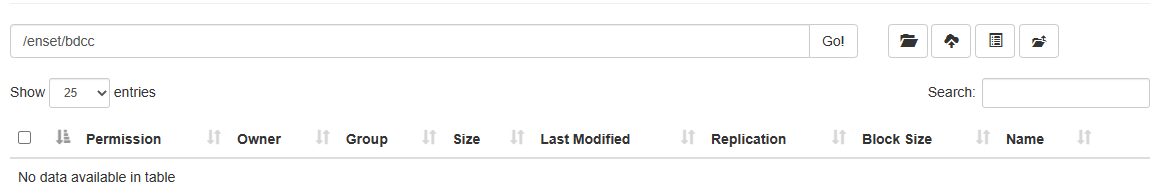 /enset/bdcc Go!
Show 25 entries Search:
Permission Owner Group Size Last Modified Replication Block Size Name
No data available in table